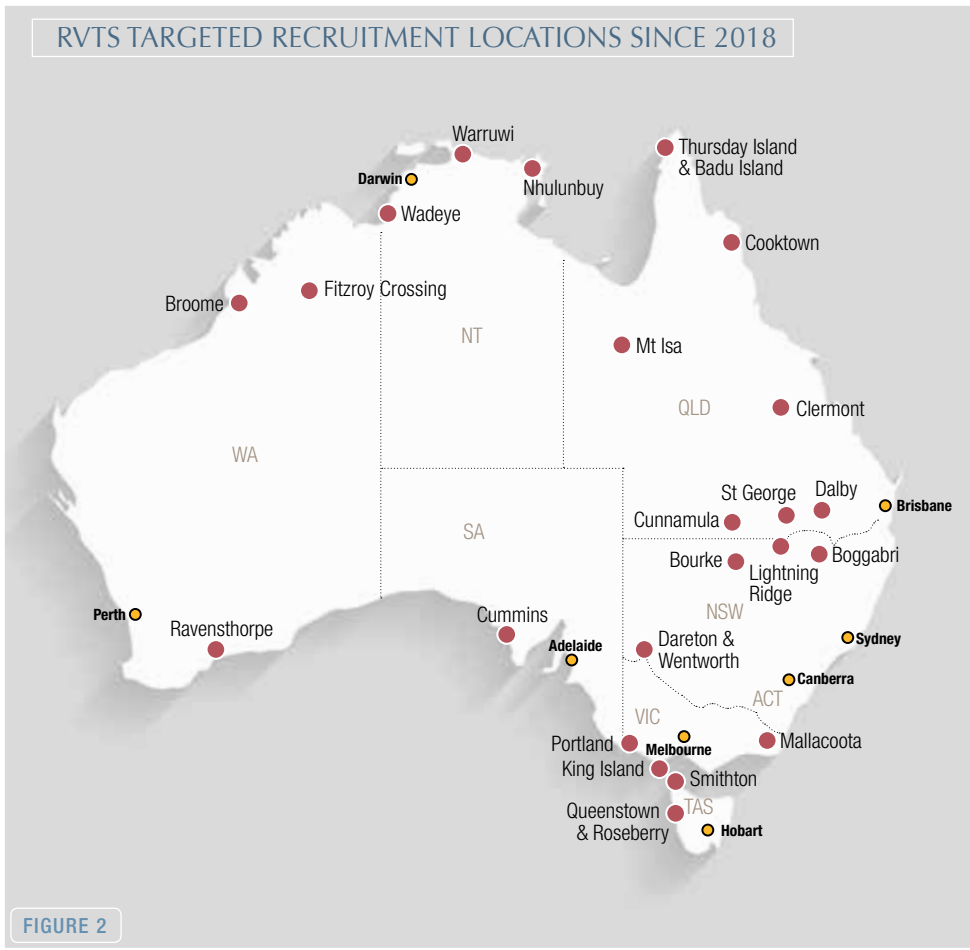 RVTS TARGETED RECRUITMENT LOCATIONS SINCE 2018
Warruwi
Thursday Island
& Badu Island
Darwin
Nhulunbuy
Wadeye
Cooktown
Fitzroy Crossing
Broome
NT
Mt Isa
QLD
Clermont
WA
St George
Dalby
Brisbane
Cunnamula
SA
Bourke
Lightning
Ridge
Boggabri
NSW
Perth
Ravensthorpe
Cummins
Adelaide
Dareton &
Wentworth
Sydney
Canberra
ACT
VIC
Portland
Melbourne
Mallacoota
King Island
Smithton
Queenstown
& Roseberry
TAS
Hobart
FIGURE 2